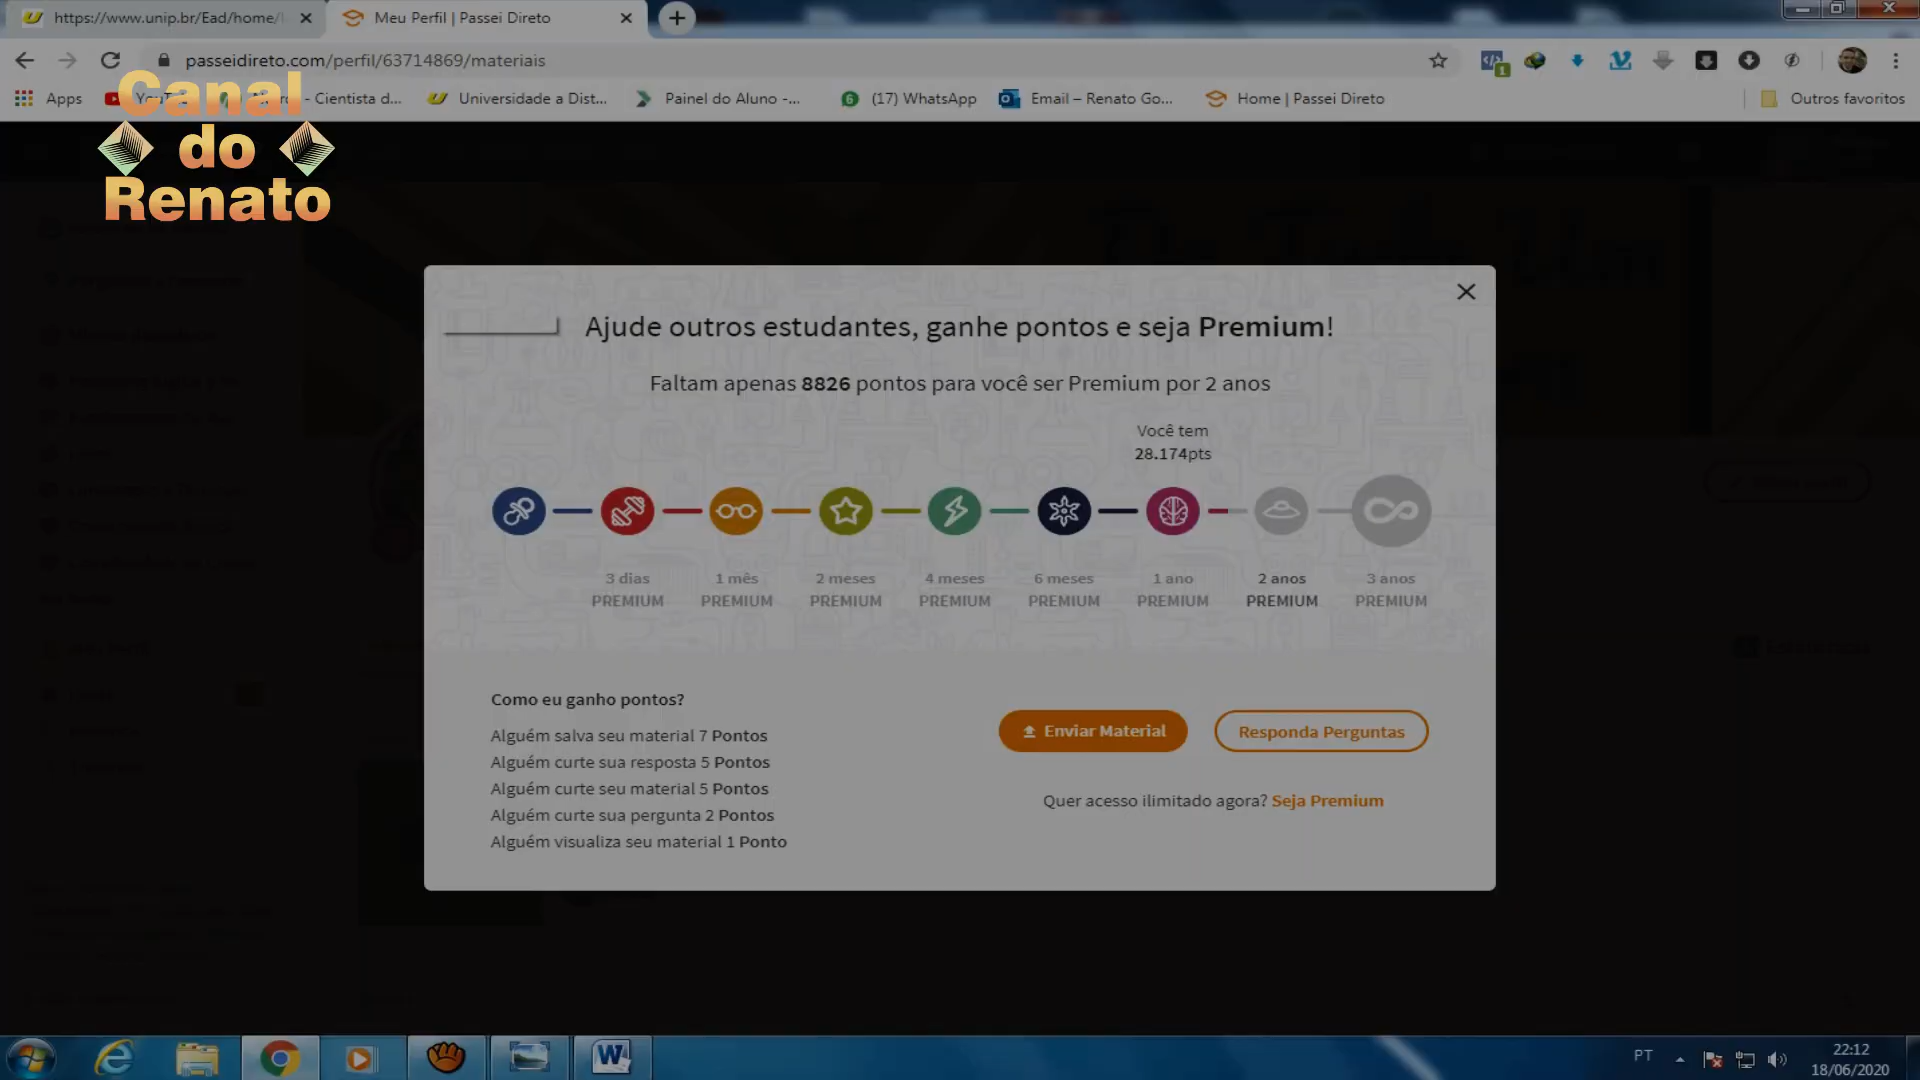 https://www.unip.br/Ead/home/
Meu Perfil | Passei Direto
passeidireto.com/perfil/63714869/materiais
Apps
- Cientista d...
Universidade a Dist...
Painel do Aluno -...
(17) WhatsApp
Email – Renato Go...
Home | Passei Direto
Outros favoritos
Canal
do
Renato
Ajude outros estudantes, ganhe pontos e seja Premium!
Faltam apenas 8826 pontos para você ser Premium por 2 anos
Você tem
28.174pts
3 dias PREMIUM
1 mês PREMIUM
2 meses PREMIUM
4 meses PREMIUM
6 meses PREMIUM
1 ano PREMIUM
2 anos PREMIUM
3 anos PREMIUM
Como eu ganho pontos?
Alguém salva seu material 7 Pontos
Alguém curte sua resposta 5 Pontos
Alguém curte seu material 5 Pontos
Alguém curte sua pergunta 2 Pontos
Alguém visualiza seu material 1 Ponto
Enviar Material
Responda Perguntas
Quer acesso ilimitado agora? Seja Premium
PT
22:12
18/06/2020